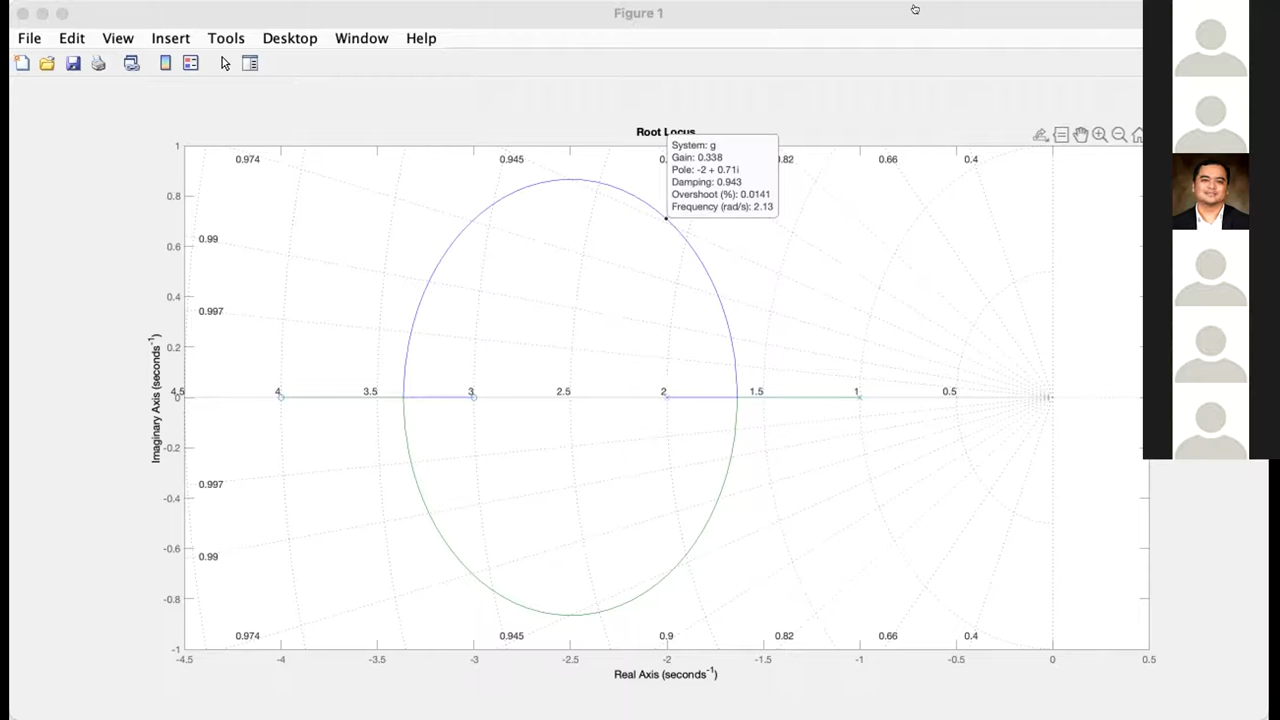 Figure 1
File Edit View Insert Tools Desktop Window Help
Root Locus
System: g
Gain: 0.338
Pole: -2 + 0.71i
Damping: 0.943
Overshoot (%): 0.0141
Frequency (rad/s): 2.13
1
0.974 0.945 0. 0.82 0.66 0.4
0.8
0.99
0.6
0.4
0.997
0.2
4.5 4 3.5 3 2.5 2 1.5 1 0.5
0
-0.2
0.997
-0.4
0.99
-0.6
-0.8
0.974 0.945 0.9 0.82 0.66 0.4
-1
-4.5 -4 -3.5 -3 -2.5 -2 -1.5 -1 -0.5 0 0.5
Real Axis (seconds⁻¹)
Imaginary Axis (seconds⁻¹)